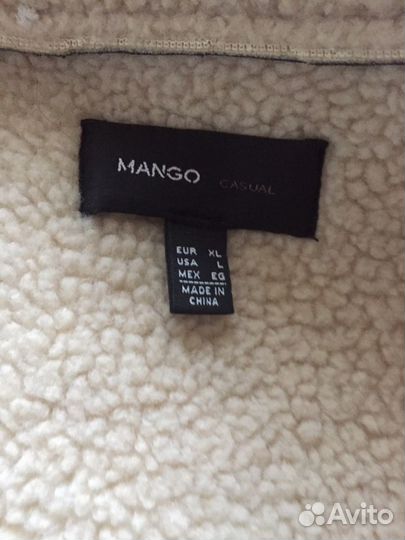 MANGO CASUAL
EUR XL
USA L
MEX EG
MADE IN
CHINA
Avito